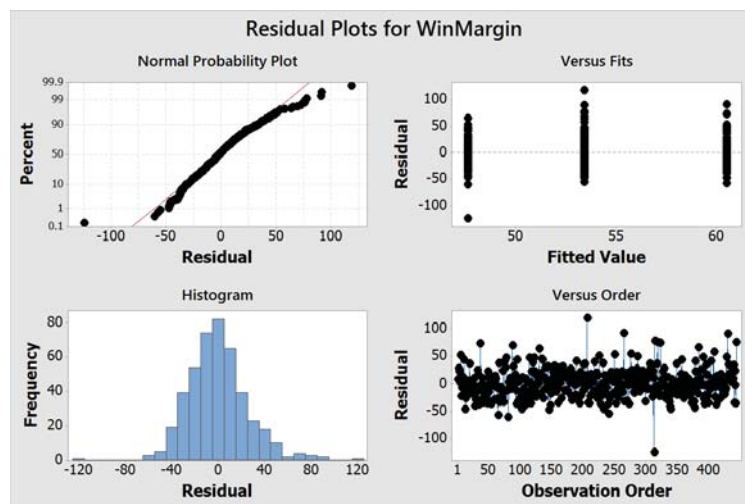 Residual Plots for WinMargin
Normal Probability Plot
Versus Fits
99.9
99
90
50
10
1
0.1
Percent
-100 -50 0 50 100
Residual
100
50
0
-50
-100
Residual
50 55 60
Fitted Value
Histogram
Versus Order
80
60
40
20
0
Frequency
-120 -80 -40 0 40 80 120
Residual
100
50
0
-50
-100
Residual
1 50 100 150 200 250 300 350 400
Observation Order